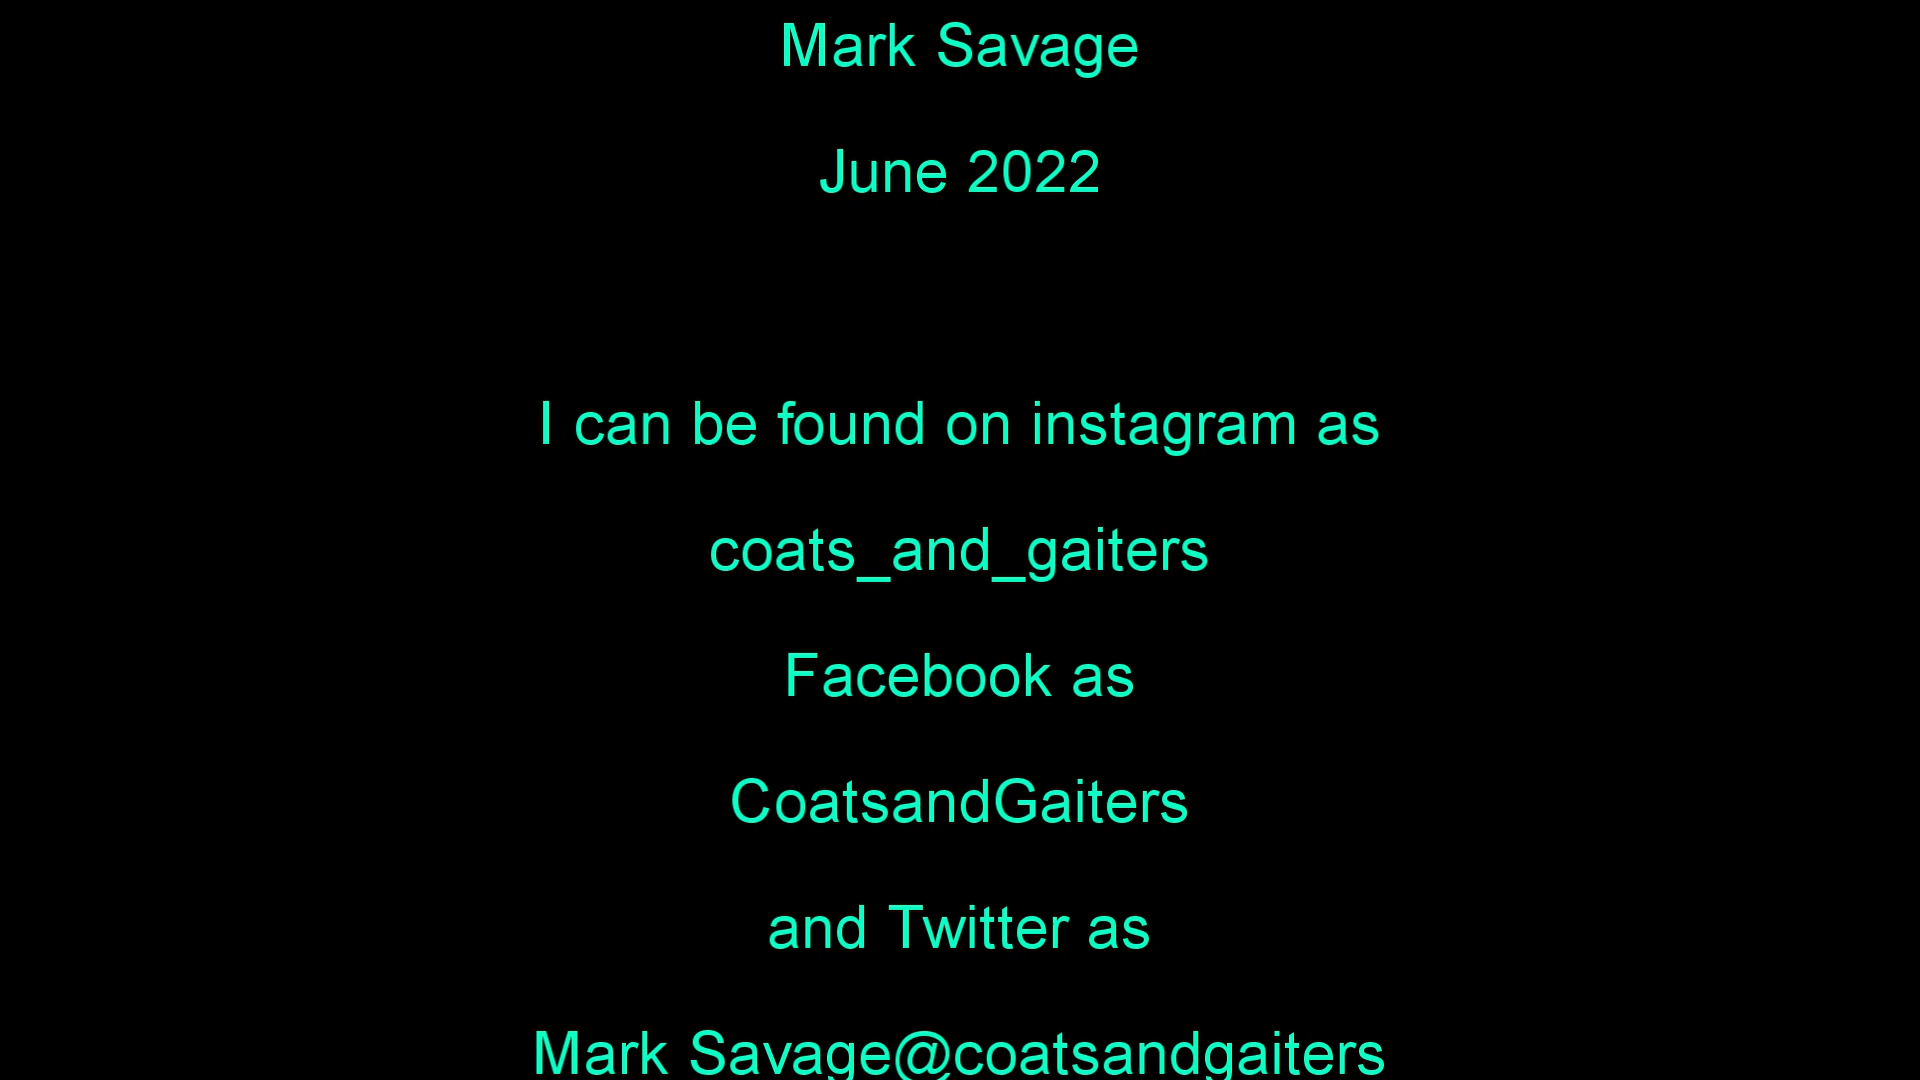 Mark Savage
June 2022
I can be found on instagram as
coats_and_gaiters
Facebook as
CoatsandGaiters
and Twitter as
Mark Savage@coatsandgaiters